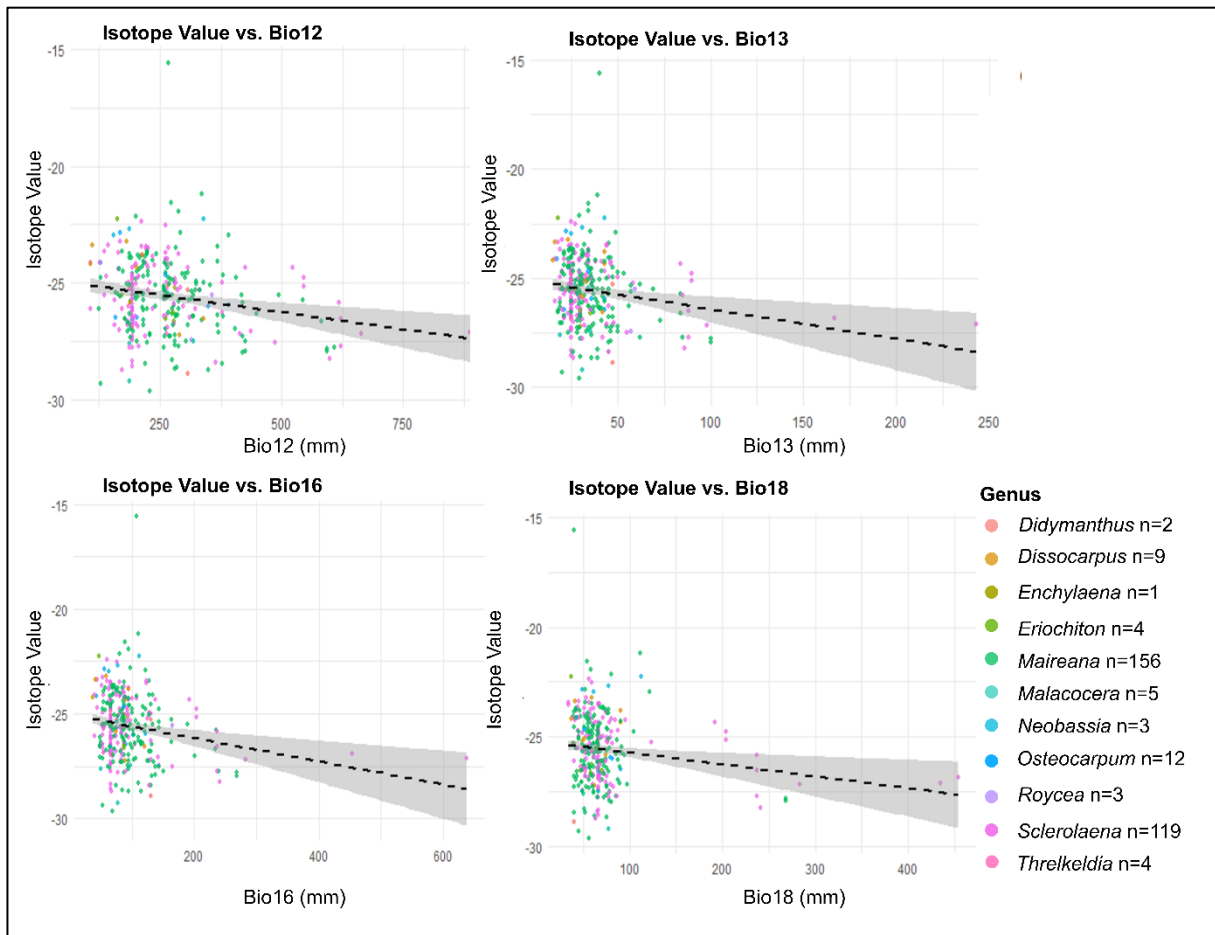 Isotope Value vs. Bio12
-15
-20
-25
-30
Isotope Value
250
500
750
Bio12 (mm)
Isotope Value vs. Bio13
-15
-20
-25
-30
Isotope Value
50
100
150
200
250
Bio13 (mm)
Isotope Value vs. Bio16
-15
-20
-25
-30
Isotope Value
200
400
600
Bio16 (mm)
Isotope Value vs. Bio18
-15
-20
-25
-30
Isotope Value
100
200
300
400
Bio18 (mm)
Genus
Didymanthus n=2
Dissocarpus n=9
Enchylaena n=1
Eriochiton n=4
Maireana n=156
Malacocera n=5
Neobassia n=3
Osteocarpum n=12
Roycea n=3
Sclerolaena n=119
Threlkeldia n=4